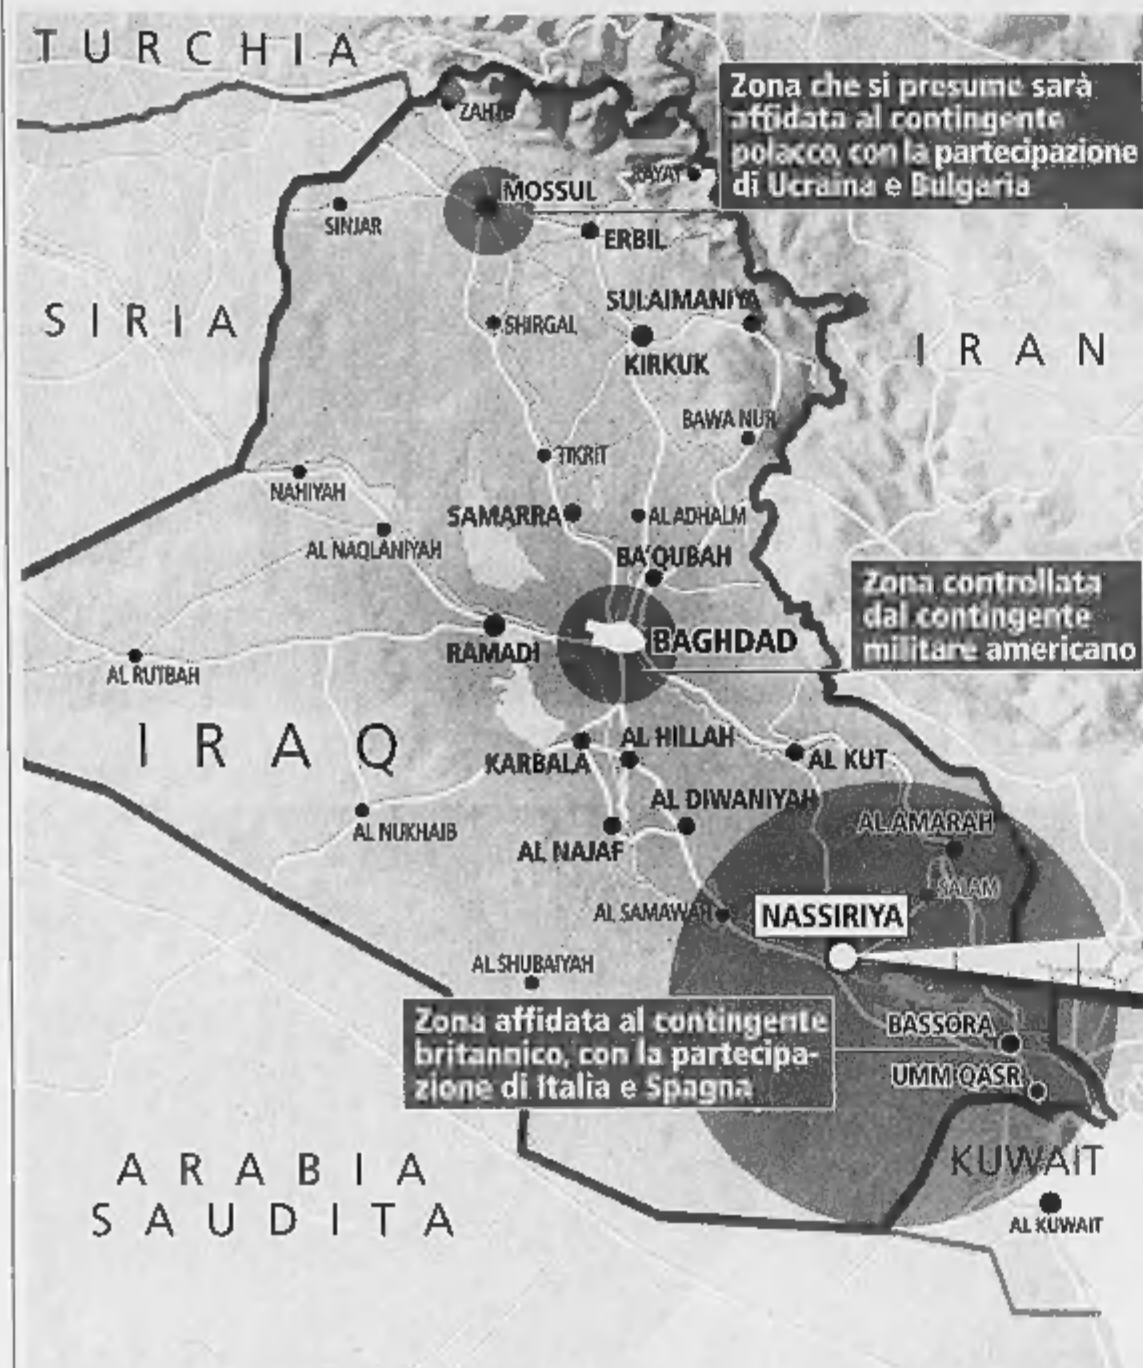 TURCHIA
Zona che si presume sarà
affidata al contingente
polacco, con la partecipazione
di Ucraina e Bulgaria
MOSSUL
SINJAR
ERBIL
SIRIA
SULAIMANIYA
SHIRGAL
KIRKUK
IRAN
BAWA NUR
TIKRIT
NAHIYAH
SAMARRA
AL ADHALM
AL NAQLANIYAH
BA'QUBAH
Zona controllata
dal contingente
militare americano
BAGHDAD
RAMADI
AL RUTBAH
IRAQ
AL HILLAH
KARBALA
AL KUT
AL DIWANIYAH
AL NUKHAIB
AL AMARAH
AL NAJAF
SALAM
AL SAMAWAH
NASSIRIYA
AL SHUBAIYAH
Zona affidata al contingente
britannico, con la partecipa-
zione di Italia e Spagna
BASSORA
UMM QASR
ARABIA
SAUDITA
KUWAIT
AL KUWAIT